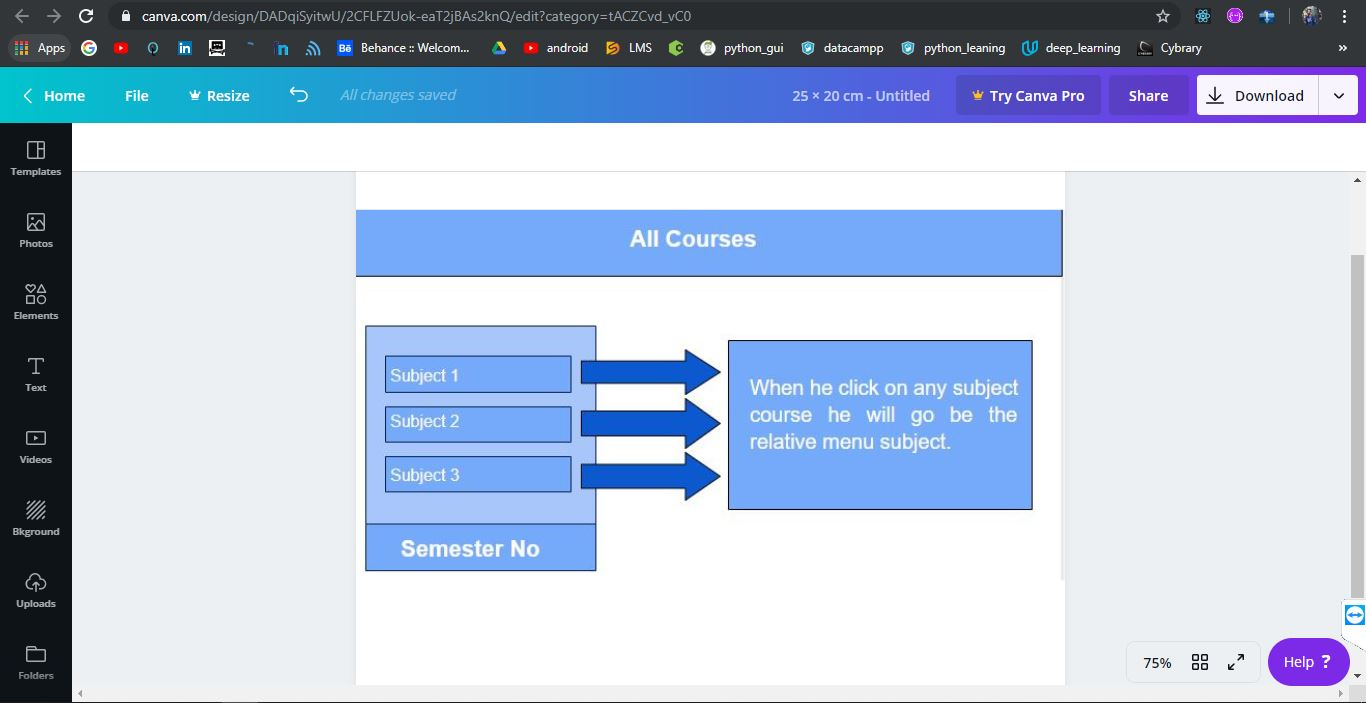 canva.com/design/DADqiSyitwU/2CFLFZUok-eaT2jBAs2knQ/edit?category=tACZCvd_vC0
Apps Bē Behance :: Welcom... android LMS python_gui datacampp python_leaning deep_learning Cybrary »
Home File Resize All changes saved 25 × 20 cm - Untitled Try Canva Pro Share Download
Templates
Photos
Elements
Text
Videos
Bkground
Uploads
Folders
All Courses
Subject 1
Subject 2
Subject 3
Semester No
When he click on any subject
course he will go be the
relative menu subject.
75% Help ?